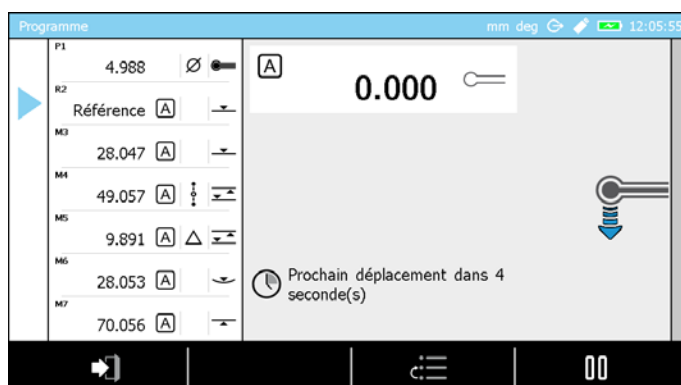 Programme mm deg 12:05:55
P1
4.988 Ø
R2
Référence A
M3
28.047 A
M4
49.057 A
M5
9.891 A
M6
28.053 A
M7
70.056 A
A
0.000
Prochain déplacement dans 4
seconde(s)